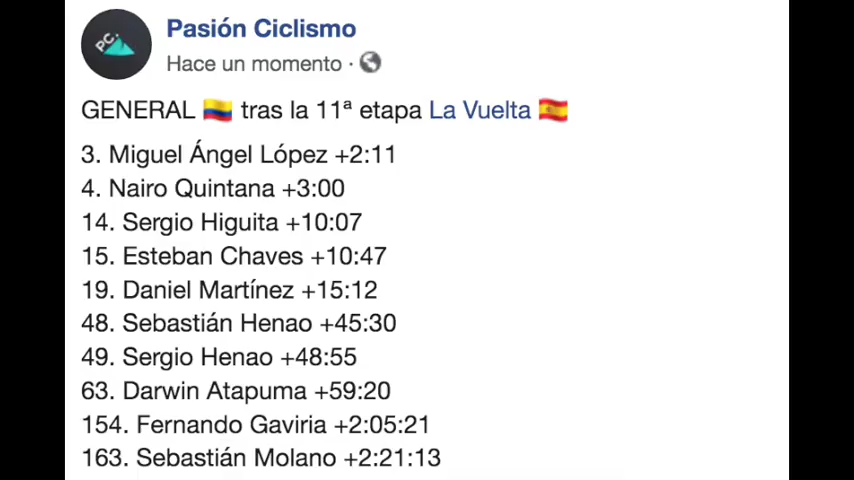 PC.
Pasión Ciclismo
Hace un momento ·
GENERAL 🇨🇴 tras la 11ª etapa La Vuelta 🇪🇸
3. Miguel Ángel López +2:11
4. Nairo Quintana +3:00
14. Sergio Higuita +10:07
15. Esteban Chaves +10:47
19. Daniel Martínez +15:12
48. Sebastián Henao +45:30
49. Sergio Henao +48:55
63. Darwin Atapuma +59:20
154. Fernando Gaviria +2:05:21
163. Sebastián Molano +2:21:13